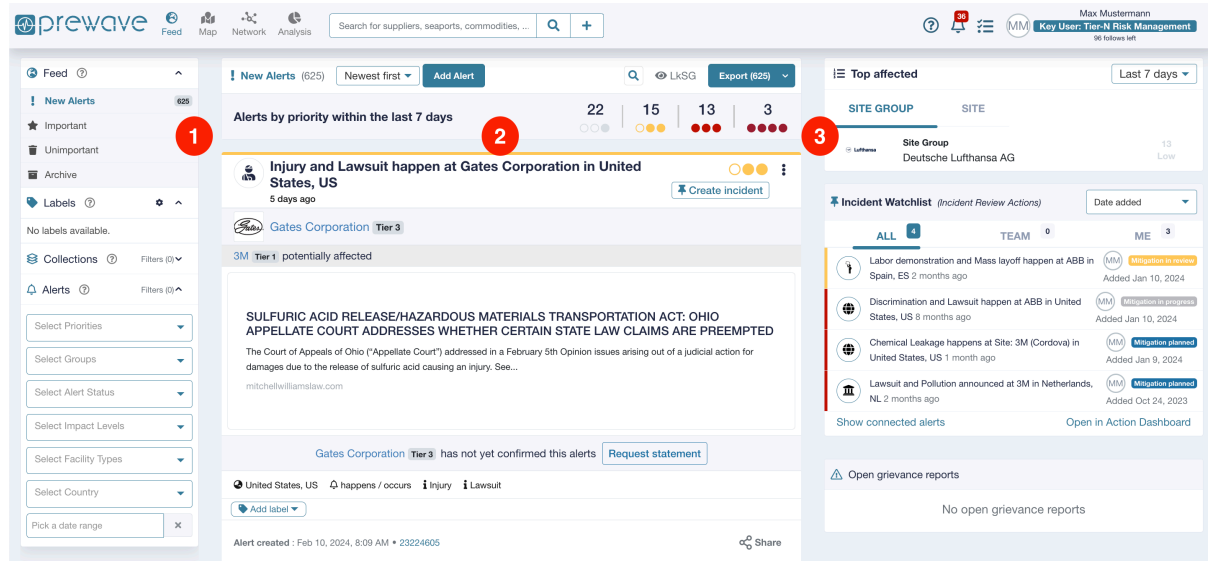 prewave
Feed
Map
Network
Analysis
Search for suppliers, seaports, commodities, ...
+
36
MM
Max Mustermann
Key User: Tier-N Risk Management
96 follows left
Feed
New Alerts
625
Important
Unimportant
Archive
Labels
No labels available.
Collections
Filters (0)
Alerts
Filters (0)
Select Priorities
Select Groups
Select Alert Status
Select Impact Levels
Select Facility Types
Select Country
Pick a date range
1
New Alerts (625)
Newest first
Add Alert
LkSG
Export (625)
Alerts by priority within the last 7 days
22
15
13
3
2
Injury and Lawsuit happen at Gates Corporation in United
States, US
5 days ago
Create incident
Gates
Gates Corporation Tier 3
3M Tier 1 potentially affected
SULFURIC ACID RELEASE/HAZARDOUS MATERIALS TRANSPORTATION ACT: OHIO
APPELLATE COURT ADDRESSES WHETHER CERTAIN STATE LAW CLAIMS ARE PREEMPTED
The Court of Appeals of Ohio ("Appellate Court") addressed in a February 5th Opinion issues arising out of a judicial action for
damages due to the release of sulfuric acid causing an injury. See...
mitchellwilliamslaw.com
Gates Corporation Tier 3 has not yet confirmed this alerts Request statement
United States, US happens / occurs Injury Lawsuit
Add label
Alert created : Feb 10, 2024, 8:09 AM • 23224605
Share
3
Top affected
Last 7 days
SITE GROUP
SITE
Lufthansa
Site Group
Deutsche Lufthansa AG
13
Low
Incident Watchlist (Incident Review Actions)
Date added
ALL 4
TEAM 0
ME 3
Labor demonstration and Mass layoff happen at ABB in
Spain, ES 2 months ago
MM Mitigation in review
Added Jan 10, 2024
Discrimination and Lawsuit happen at ABB in United
States, US 8 months ago
MM Mitigation in progress
Added Jan 10, 2024
Chemical Leakage happens at Site: 3M (Cordova) in
United States, US 1 month ago
MM Mitigation planned
Added Jan 9, 2024
Lawsuit and Pollution announced at 3M in Netherlands,
NL 2 months ago
MM Mitigation planned
Added Oct 24, 2023
Show connected alerts
Open in Action Dashboard
Open grievance reports
No open grievance reports